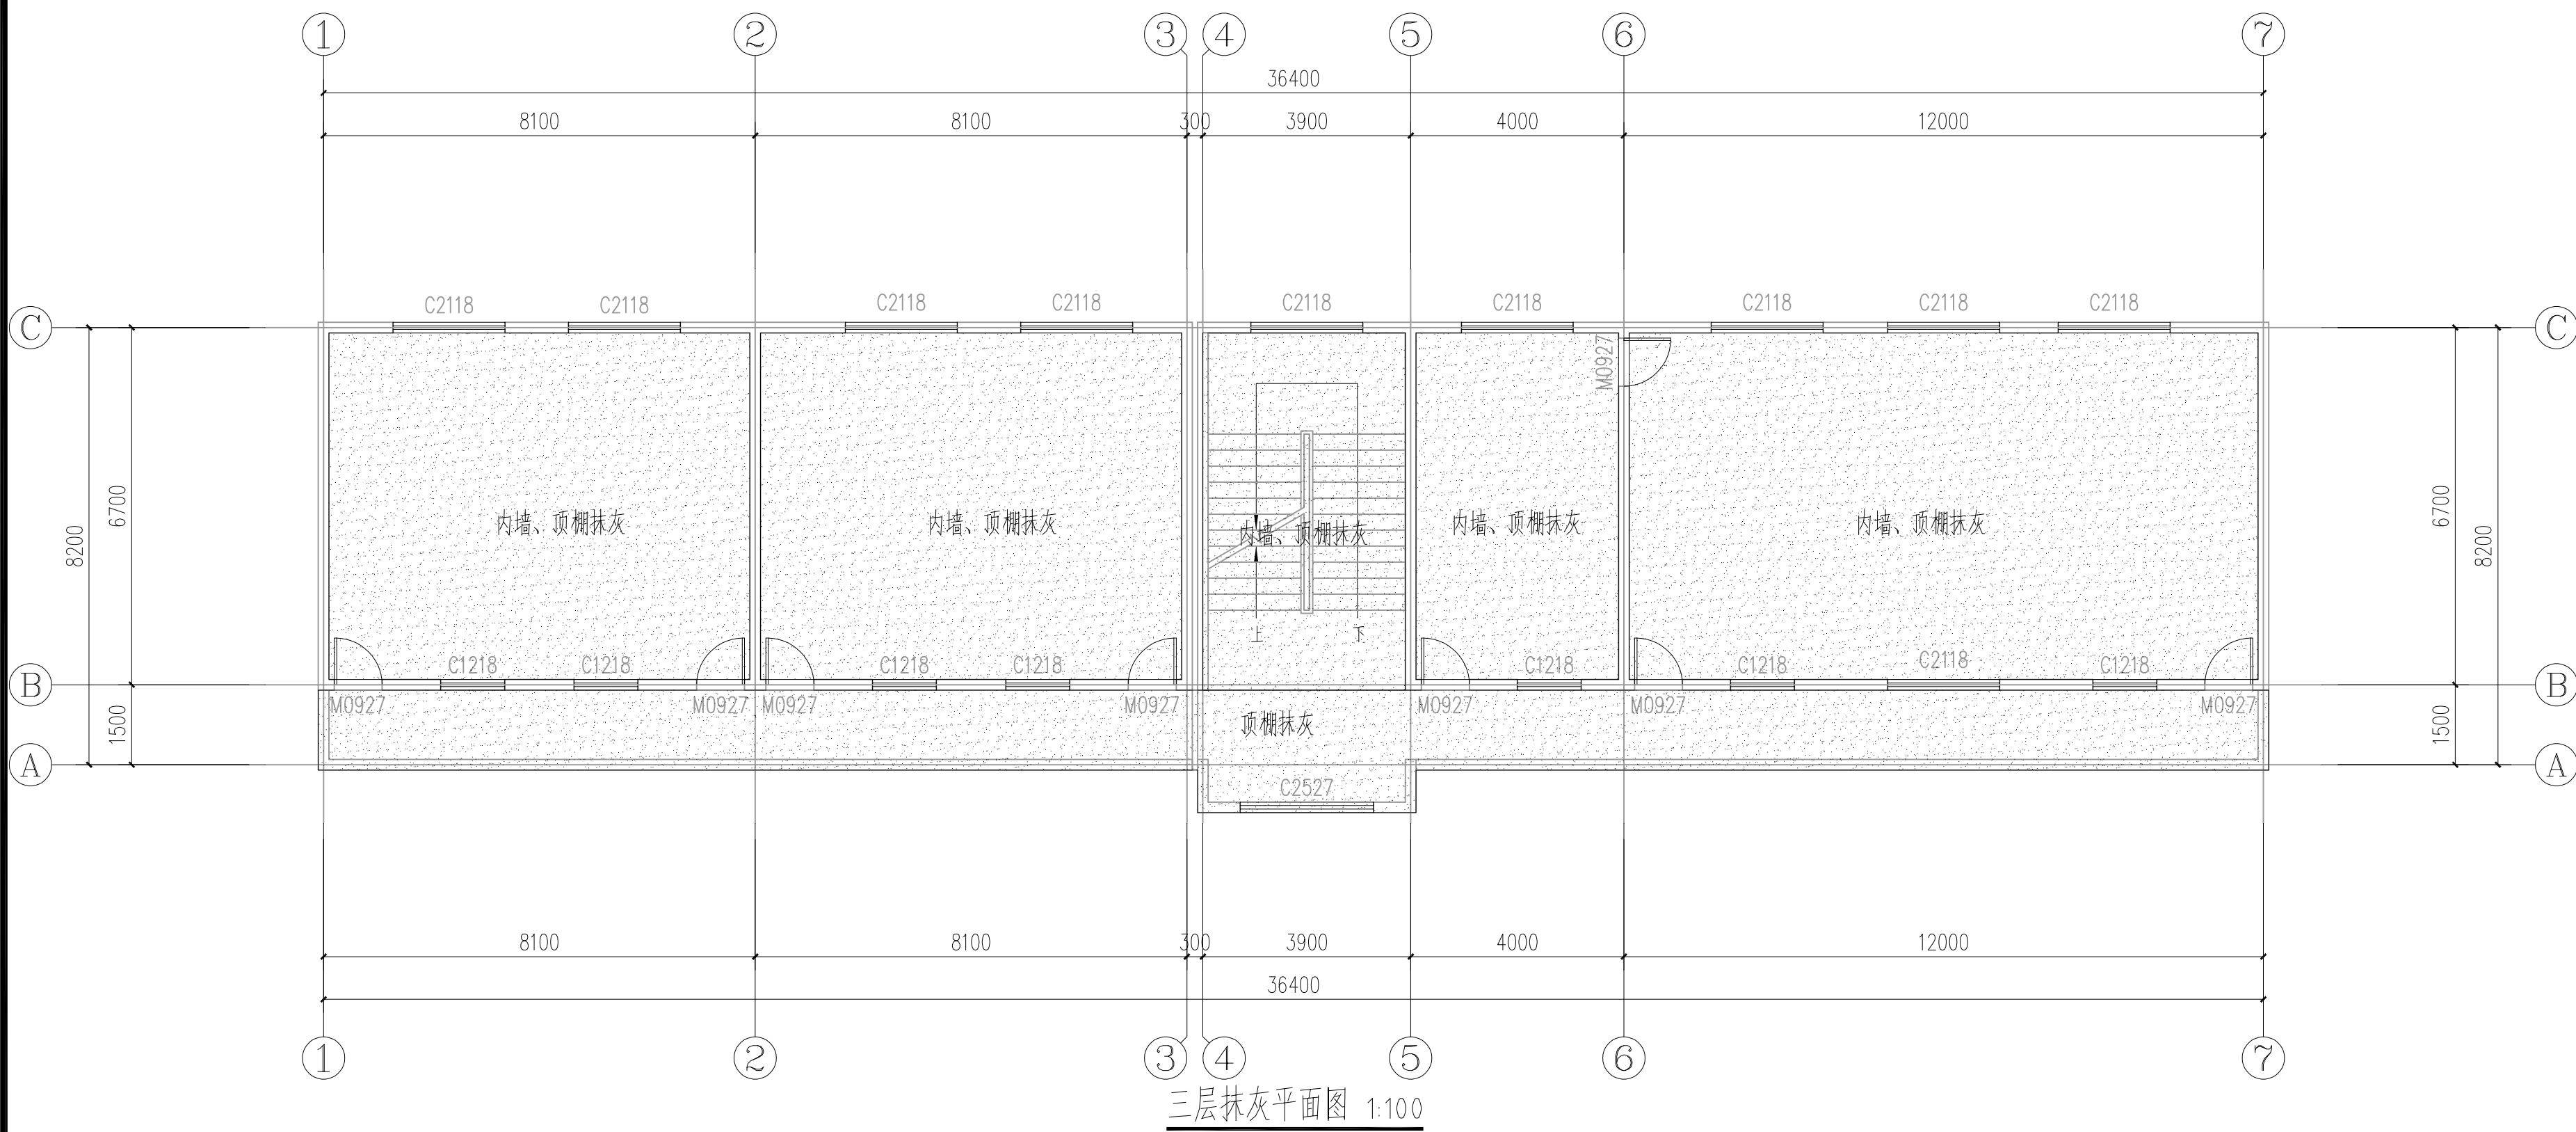 1 2 3 4 5 6 7
36400
8100 8100 300 3900 4000 12000
C2118 C2118 C2118 C2118 C2118 C2118 C2118 C2118 C2118
C C
M0927
6700 6700
8200 8200
内墙、顶棚抹灰 内墙、顶棚抹灰 内墙、顶棚抹灰 内墙、顶棚抹灰 内墙、顶棚抹灰
上 下
C1218 C1218 C1218 C1218 C1218 C1218 C2118 C1218
B B
M0927 M0927 M0927 M0927 M0927 M0927 M0927
1500 1500
顶棚抹灰
A A
C2527
8100 8100 300 3900 4000 12000
36400
1 2 3 4 5 6 7
三层抹灰平面图 1:100